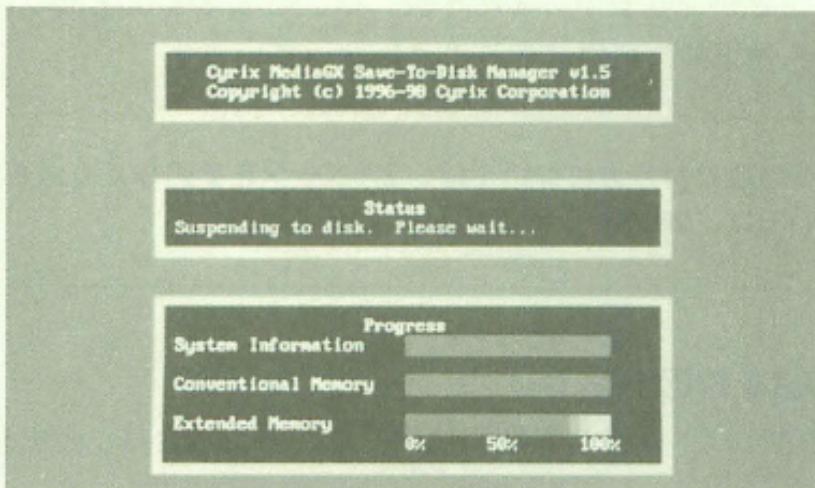 Cyrix MediaGX Save-To-Disk Manager v1.5
Copyright (c) 1996-98 Cyrix Corporation
Status
Suspending to disk.  Please wait...
Progress
System Information
Conventional Memory
Extended Memory
0% 50% 100%